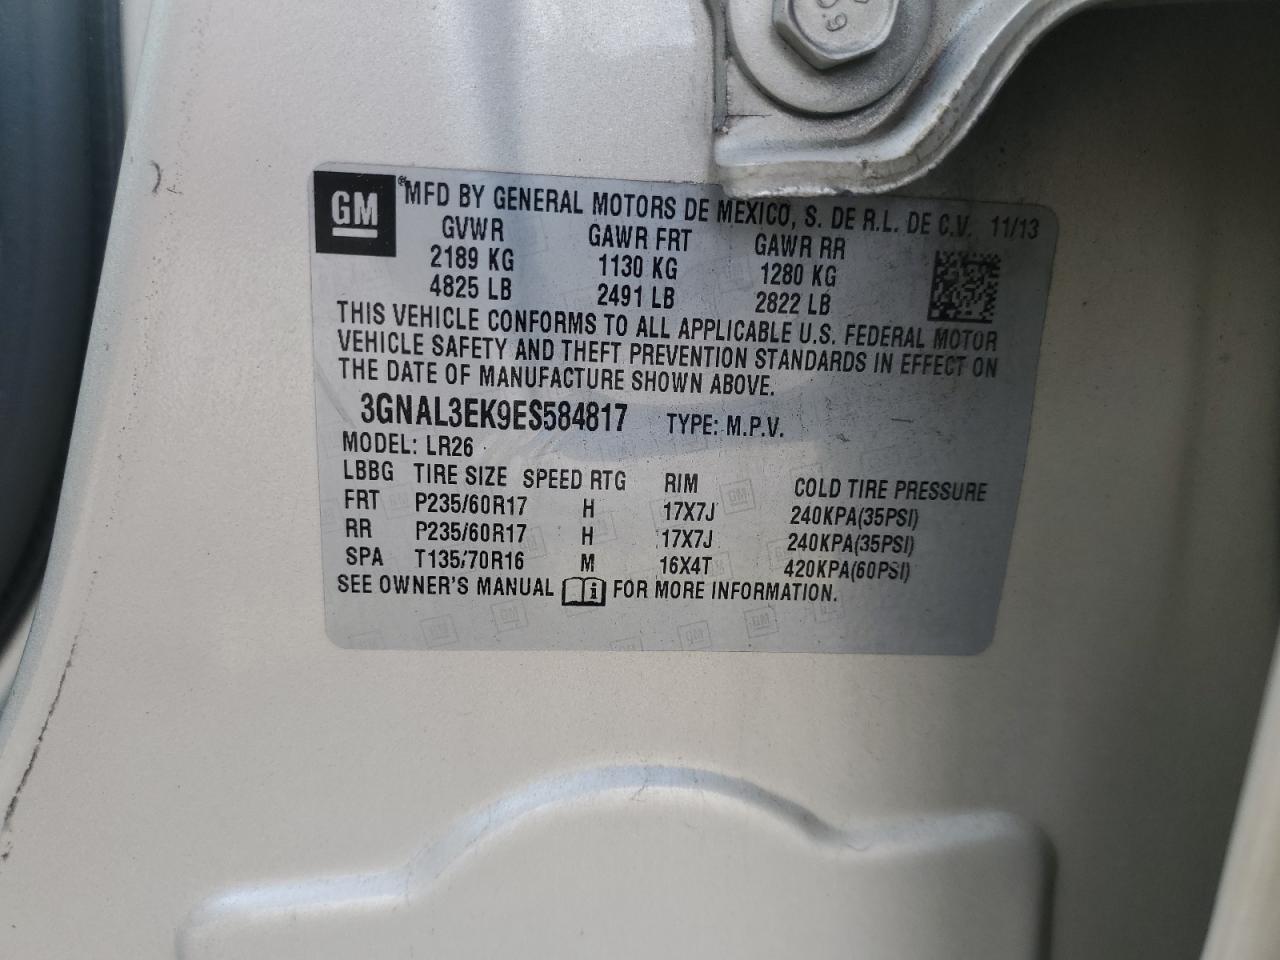 GM ®MFD BY GENERAL MOTORS DE MEXICO, S. DE R.L. DE C.V. 11/13
GVWR GAWR FRT GAWR RR
2189 KG 1130 KG 1280 KG
4825 LB 2491 LB 2822 LB
THIS VEHICLE CONFORMS TO ALL APPLICABLE U.S. FEDERAL MOTOR
VEHICLE SAFETY AND THEFT PREVENTION STANDARDS IN EFFECT ON
THE DATE OF MANUFACTURE SHOWN ABOVE.
3GNAL3EK9ES584817 TYPE: M.P.V.
MODEL: LR26
LBBG TIRE SIZE SPEED RTG RIM COLD TIRE PRESSURE
FRT P235/60R17 H 17X7J 240KPA(35PSI)
RR P235/60R17 H 17X7J 240KPA(35PSI)
SPA T135/70R16 M 16X4T 420KPA(60PSI)
SEE OWNER'S MANUAL i FOR MORE INFORMATION.